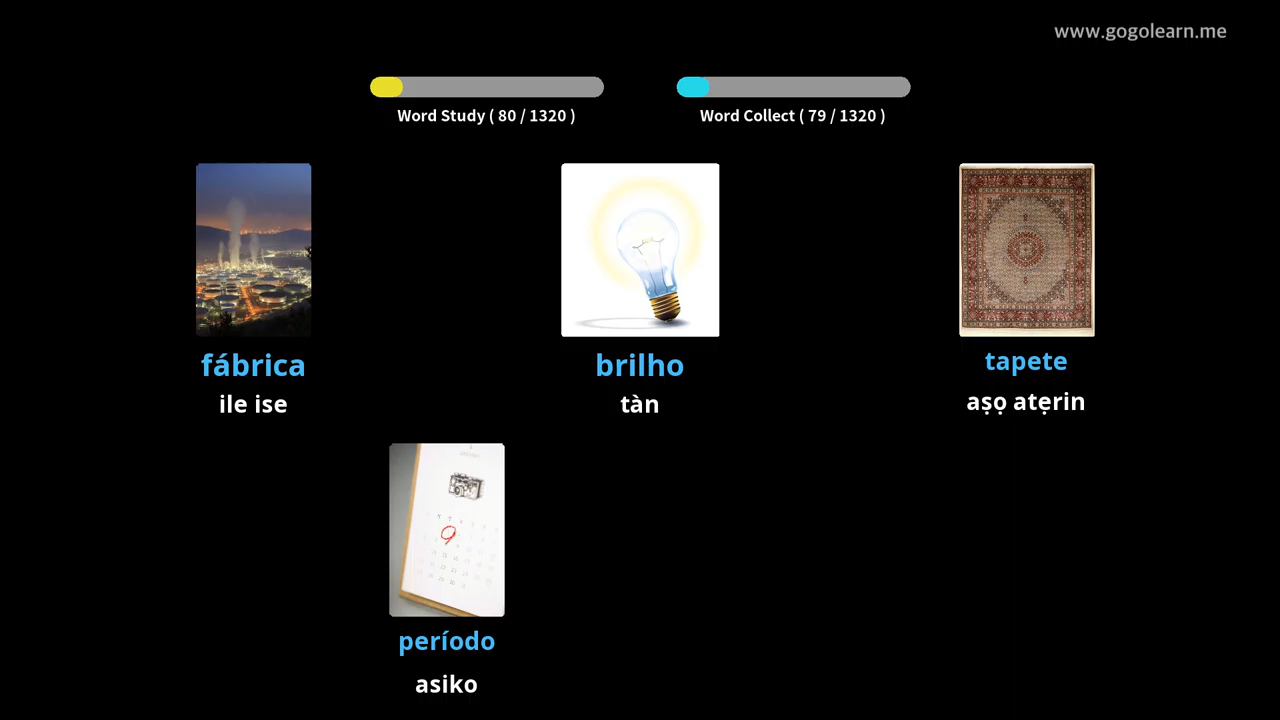 www.gogolearn.me
Word Study ( 80 / 1320 )
Word Collect ( 79 / 1320 )
fábrica
ile ise
brilho
tàn
tapete
aṣọ atẹrin
período
asiko